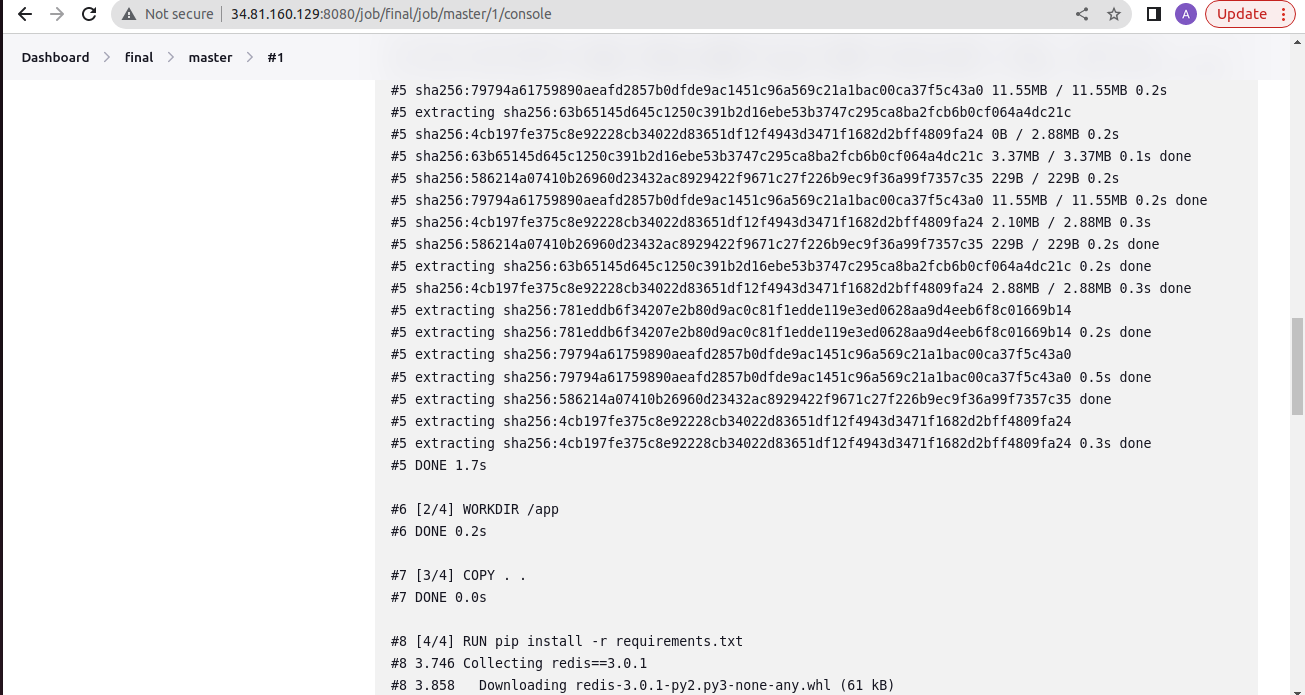 Not secure 34.81.160.129:8080/job/final/job/master/1/console A Update
Dashboard final master #1
#5 sha256:79794a61759890aeafd2857b0dfde9ac1451c96a569c21a1bac00ca37f5c43a0 11.55MB / 11.55MB 0.2s
#5 extracting sha256:63b65145d645c1250c391b2d16ebe53b3747c295ca8ba2fcb6b0cf064a4dc21c
#5 sha256:4cb197fe375c8e92228cb34022d83651df12f4943d3471f1682d2bff4809fa24 0B / 2.88MB 0.2s
#5 sha256:63b65145d645c1250c391b2d16ebe53b3747c295ca8ba2fcb6b0cf064a4dc21c 3.37MB / 3.37MB 0.1s done
#5 sha256:586214a07410b26960d23432ac8929422f9671c27f226b9ec9f36a99f7357c35 229B / 229B 0.2s
#5 sha256:79794a61759890aeafd2857b0dfde9ac1451c96a569c21a1bac00ca37f5c43a0 11.55MB / 11.55MB 0.2s done
#5 sha256:4cb197fe375c8e92228cb34022d83651df12f4943d3471f1682d2bff4809fa24 2.10MB / 2.88MB 0.3s
#5 sha256:586214a07410b26960d23432ac8929422f9671c27f226b9ec9f36a99f7357c35 229B / 229B 0.2s done
#5 extracting sha256:63b65145d645c1250c391b2d16ebe53b3747c295ca8ba2fcb6b0cf064a4dc21c 0.2s done
#5 sha256:4cb197fe375c8e92228cb34022d83651df12f4943d3471f1682d2bff4809fa24 2.88MB / 2.88MB 0.3s done
#5 extracting sha256:781eddb6f34207e2b80d9ac0c81f1edde119e3ed0628aa9d4eeb6f8c01669b14
#5 extracting sha256:781eddb6f34207e2b80d9ac0c81f1edde119e3ed0628aa9d4eeb6f8c01669b14 0.2s done
#5 extracting sha256:79794a61759890aeafd2857b0dfde9ac1451c96a569c21a1bac00ca37f5c43a0
#5 extracting sha256:79794a61759890aeafd2857b0dfde9ac1451c96a569c21a1bac00ca37f5c43a0 0.5s done
#5 extracting sha256:586214a07410b26960d23432ac8929422f9671c27f226b9ec9f36a99f7357c35 done
#5 extracting sha256:4cb197fe375c8e92228cb34022d83651df12f4943d3471f1682d2bff4809fa24
#5 extracting sha256:4cb197fe375c8e92228cb34022d83651df12f4943d3471f1682d2bff4809fa24 0.3s done
#5 DONE 1.7s
#6 [2/4] WORKDIR /app
#6 DONE 0.2s
#7 [3/4] COPY . .
#7 DONE 0.0s
#8 [4/4] RUN pip install -r requirements.txt
#8 3.746 Collecting redis==3.0.1
#8 3.858   Downloading redis-3.0.1-py2.py3-none-any.whl (61 kB)